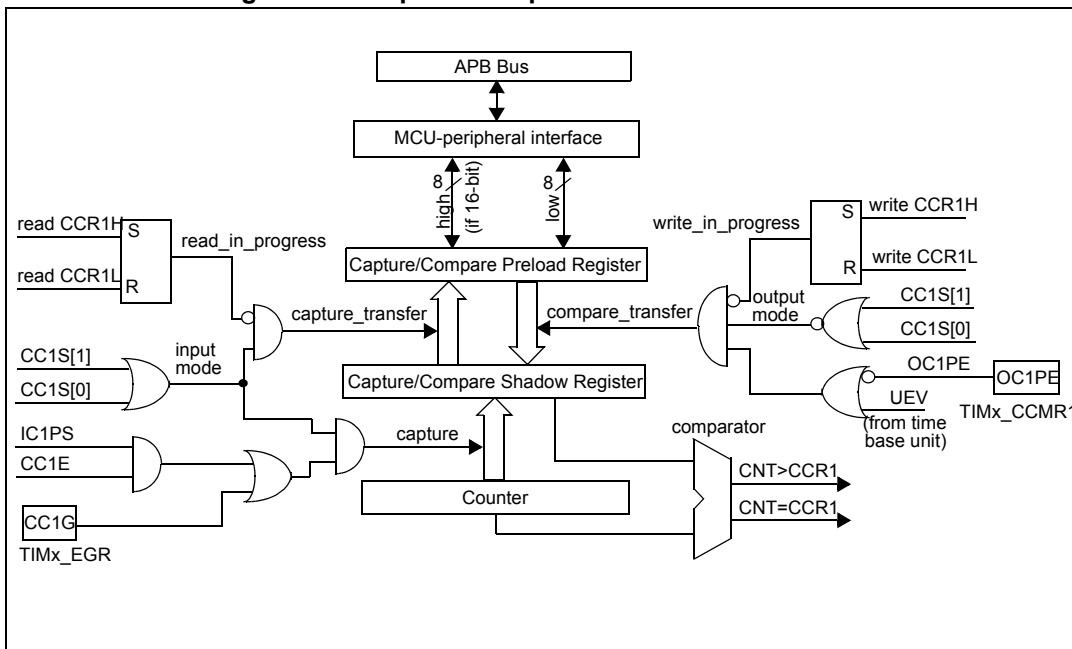 APB Bus
MCU-peripheral interface
8
high
(if 16-bit)
8
low
read CCR1H
S
read_in_progress
read CCR1L
R
write_in_progress
S
write CCR1H
R
write CCR1L
Capture/Compare Preload Register
capture_transfer
compare_transfer
output
mode
CC1S[1]
CC1S[0]
CC1S[1]
CC1S[0]
input
mode
Capture/Compare Shadow Register
OC1PE
OC1PE
UEV
(from time
base unit)
TIMx_CCMR1
IC1PS
CC1E
capture
comparator
CNT>CCR1
CNT=CCR1
Counter
CC1G
TIMx_EGR